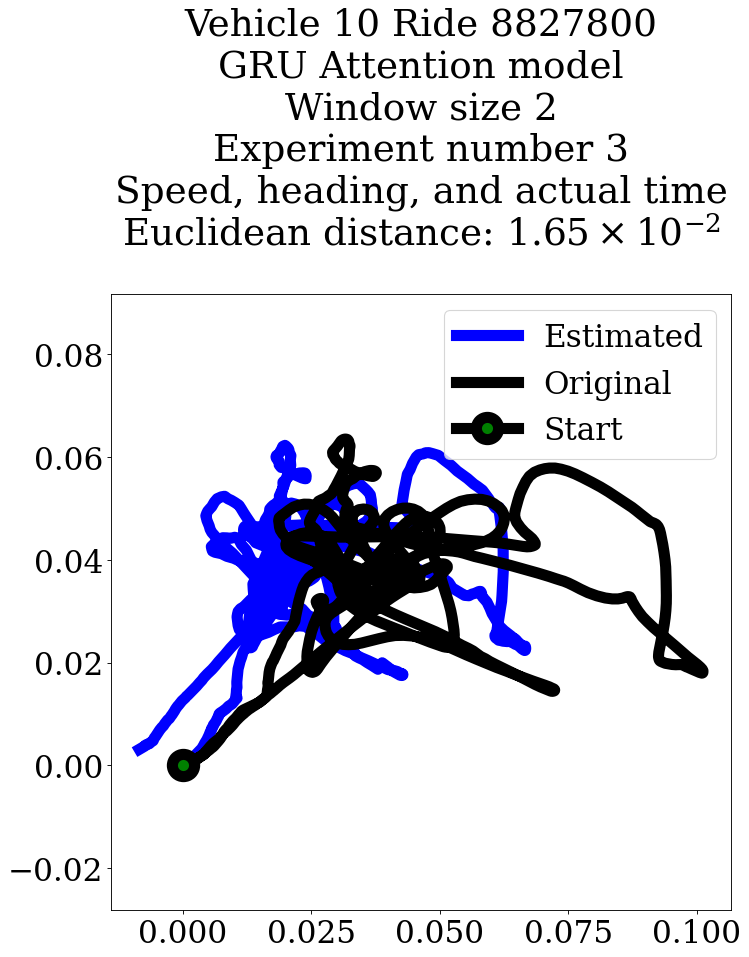 Vehicle 10 Ride 8827800
GRU Attention model
Window size 2
Experiment number 3
Speed, heading, and actual time
Euclidean distance: 1.65 × 10⁻²
Estimated
Original
Start
0.08
0.06
0.04
0.02
0.00
−0.02
0.000 0.025 0.050 0.075 0.100